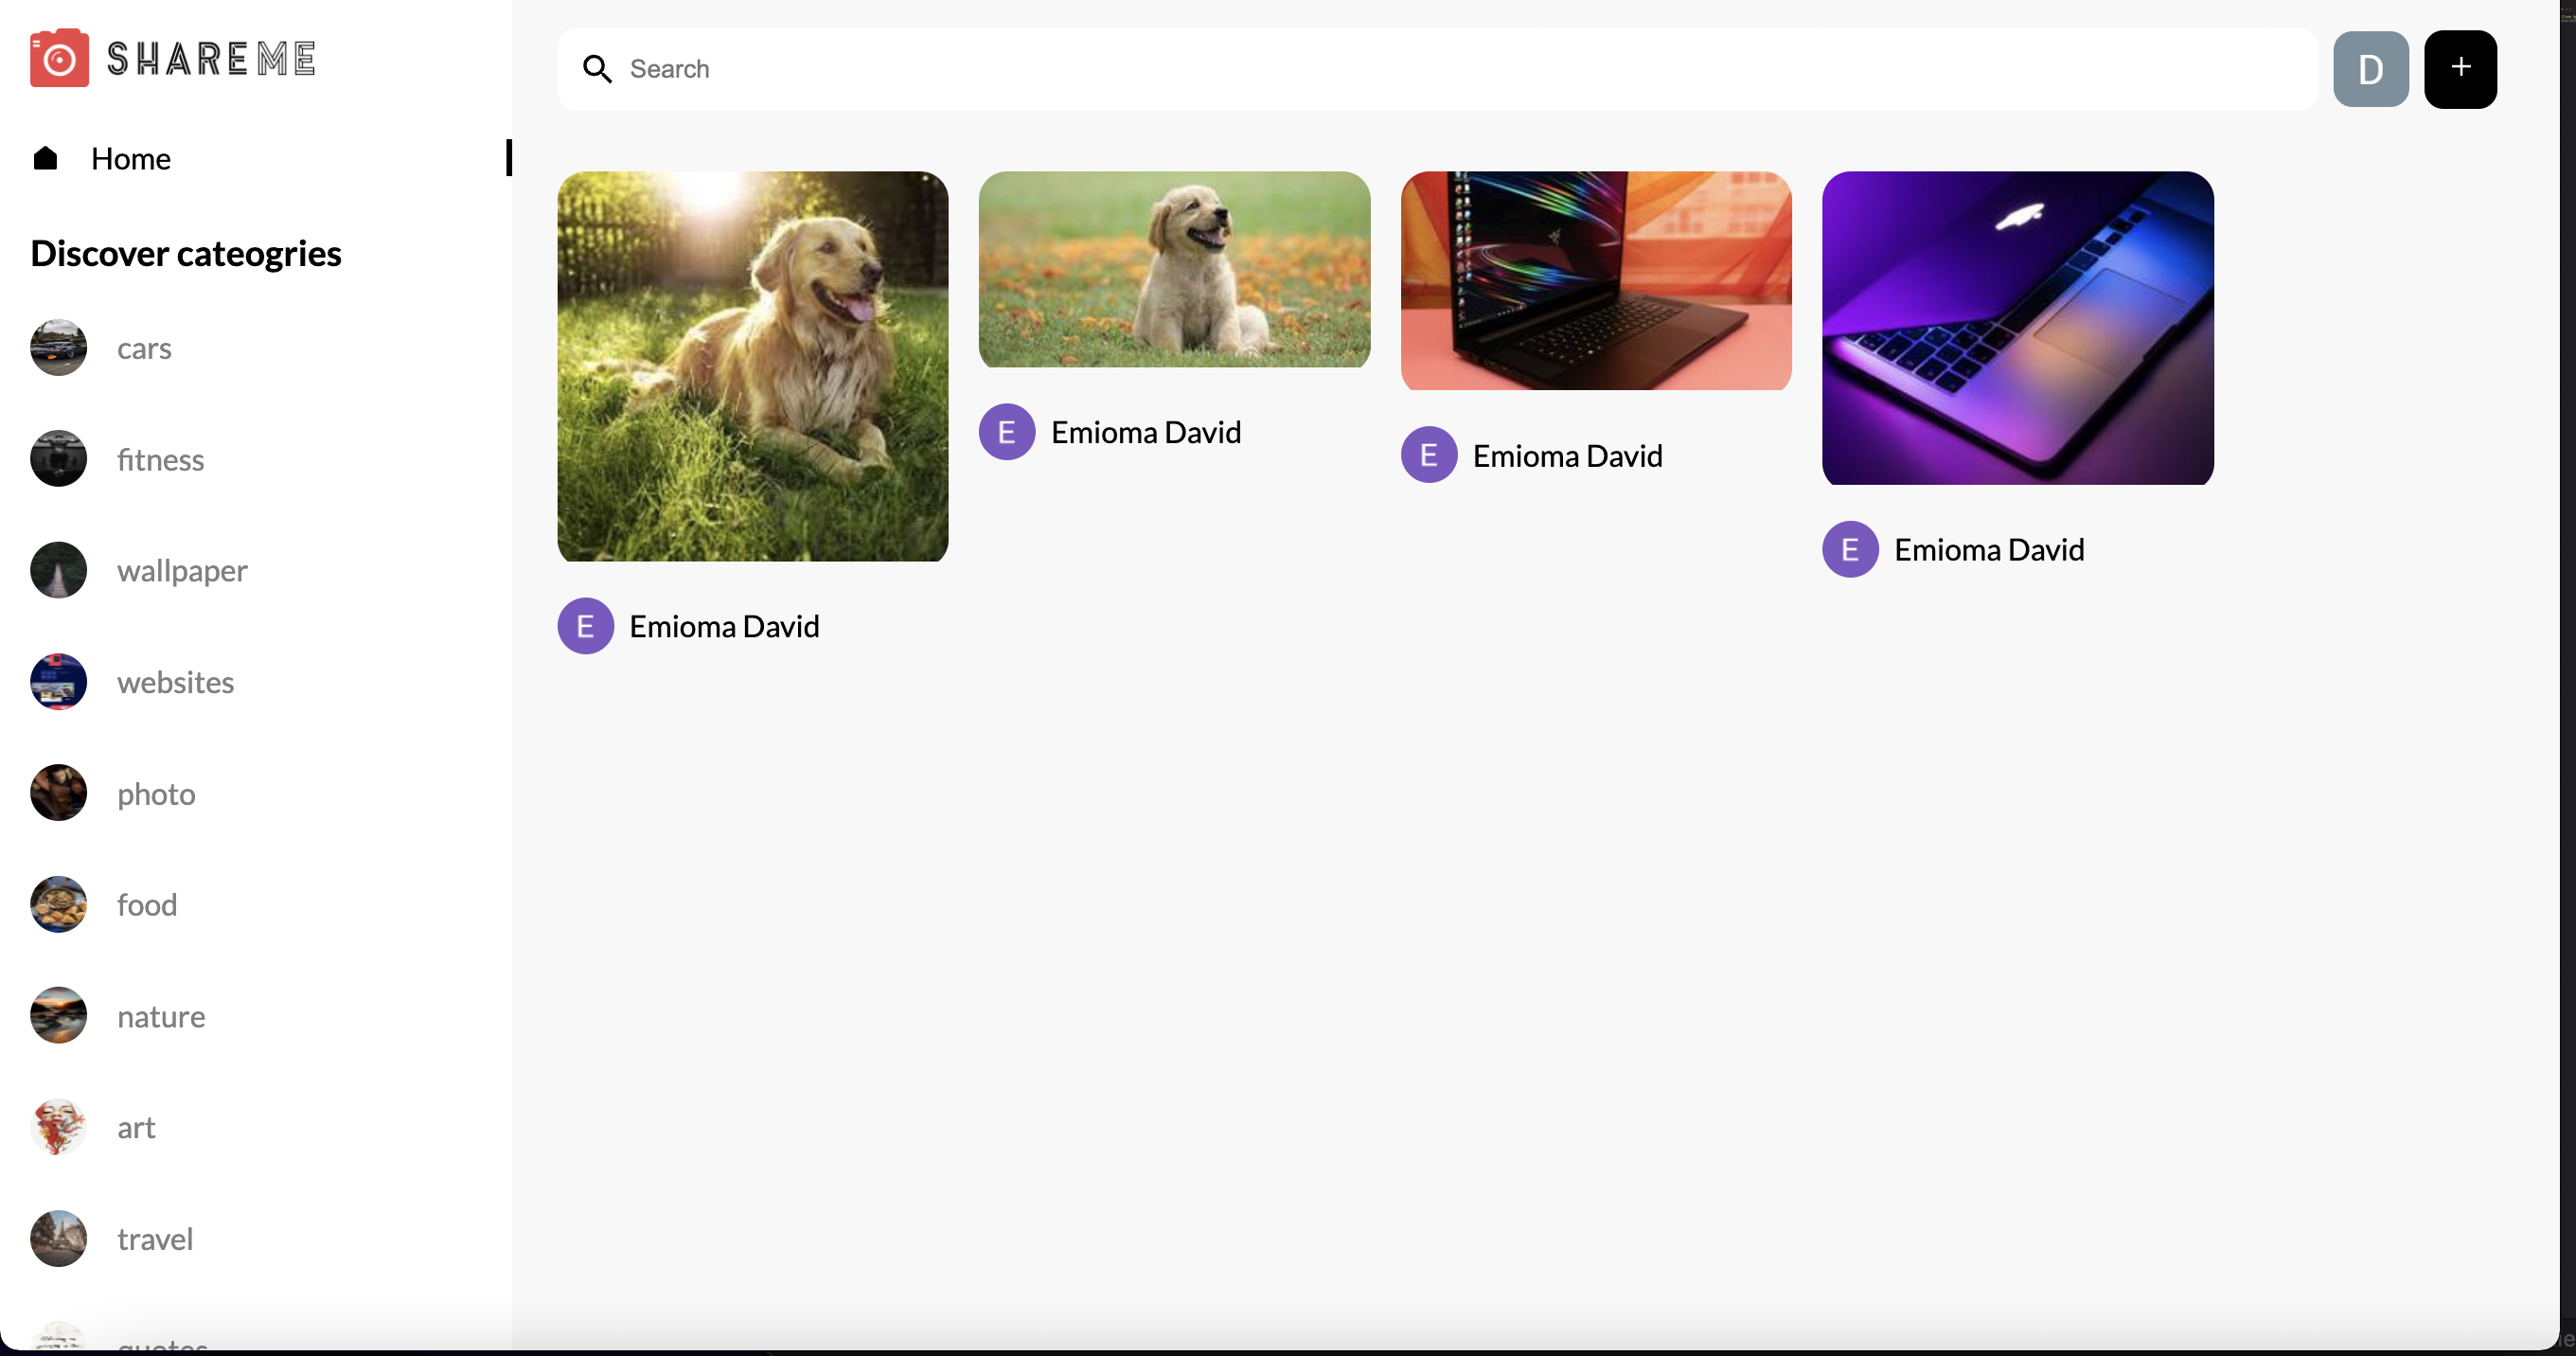 SHAREME
Search
D
+
Home
Discover cateogries
cars
fitness
wallpaper
websites
photo
food
nature
art
travel
quotes
E Emioma David
E Emioma David
E Emioma David
E Emioma David